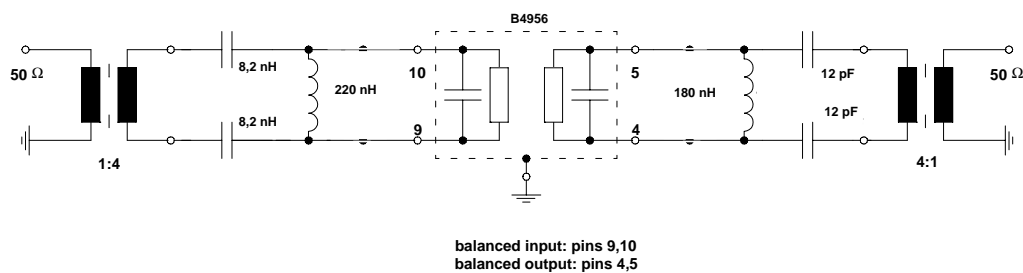 B4956
50 Ω
8,2 nH
220 nH
10
5
180 nH
12 pF
50 Ω
12 pF
8,2 nH
9
4
1:4
4:1
balanced input: pins 9,10
balanced output: pins 4,5